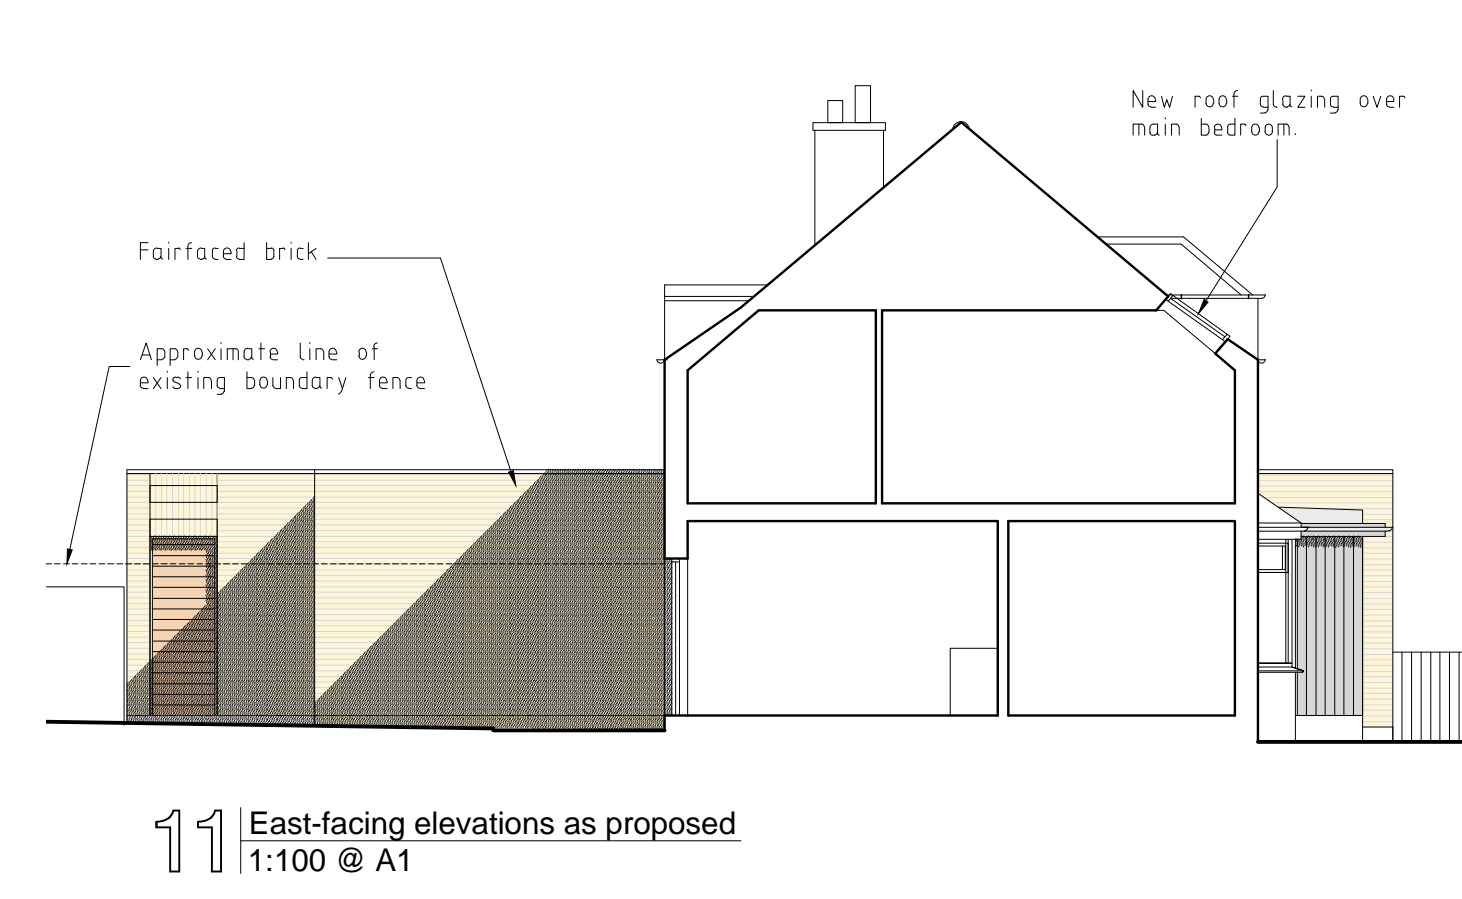 New roof glazing over
main bedroom.
Fairfaced brick
Approximate line of
existing boundary fence
11
East-facing elevations as proposed
1:100 @ A1